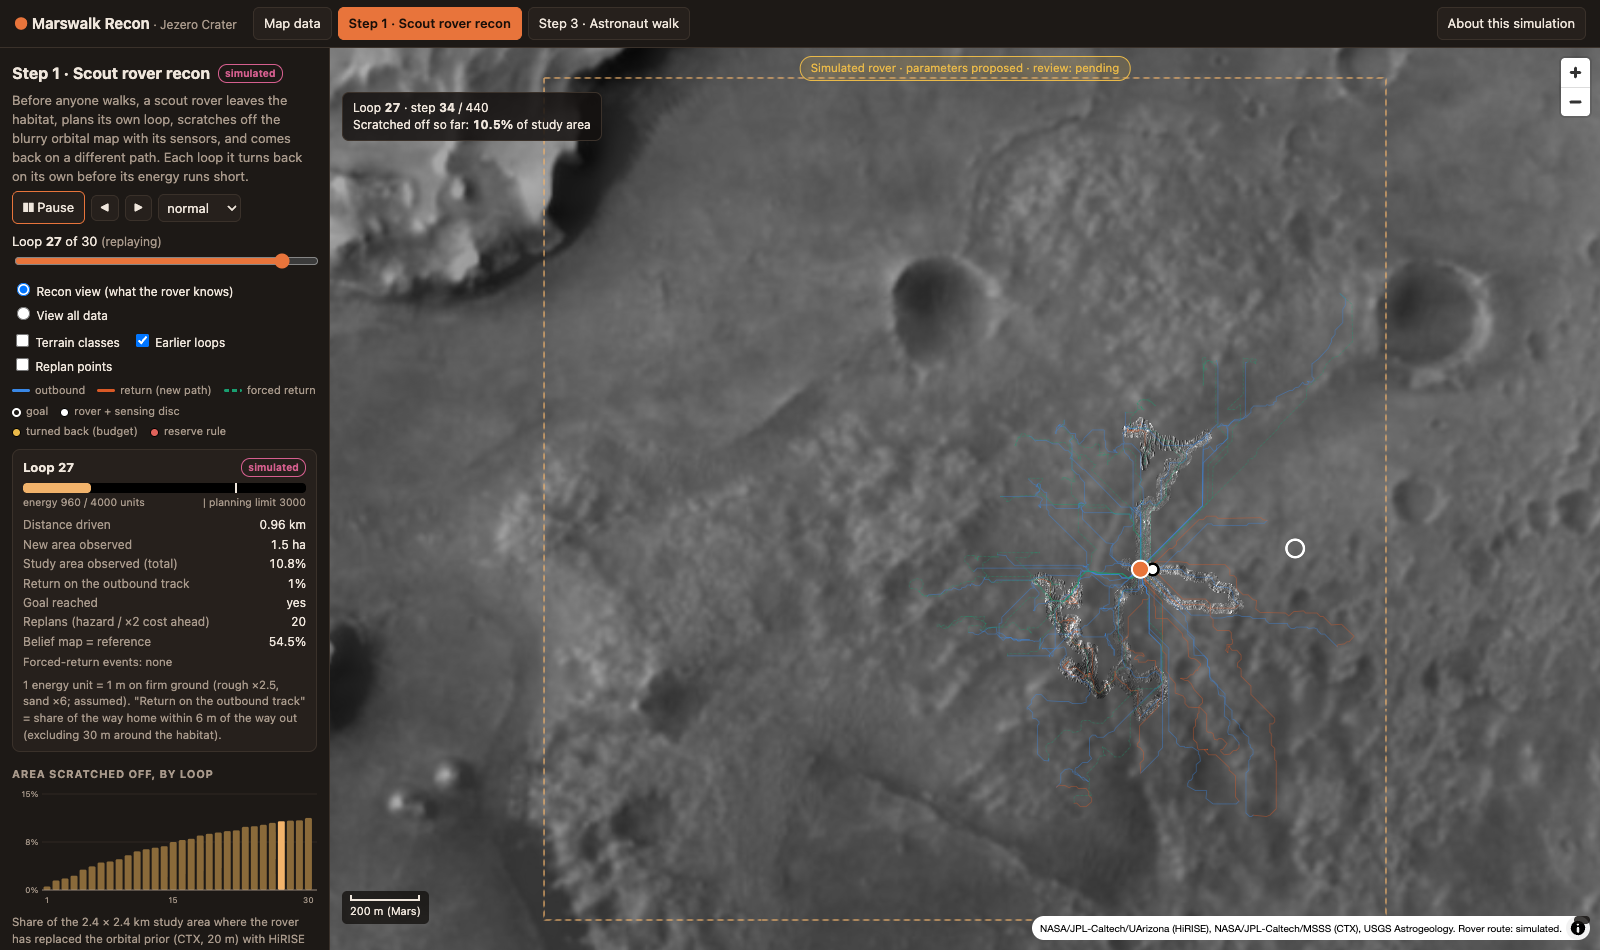 Marswalk Recon · Jezero Crater
Map data
Step 1 · Scout rover recon
Step 3 · Astronaut walk
About this simulation
Step 1 · Scout rover recon
simulated
Before anyone walks, a scout rover leaves the
habitat, plans its own loop, scratches off the
blurry orbital map with its sensors, and comes
back on a different path. Each loop it turns back
on its own before its energy runs short.
Pause
normal
Loop 27 of 30 (replaying)
Recon view (what the rover knows)
View all data
Terrain classes
Earlier loops
Replan points
outbound
return (new path)
forced return
goal
rover + sensing disc
turned back (budget)
reserve rule
Loop 27
simulated
energy 960 / 4000 units
| planning limit 3000
Distance driven 0.96 km
New area observed 1.5 ha
Study area observed (total) 10.8%
Return on the outbound track 1%
Goal reached yes
Replans (hazard / ×2 cost ahead) 20
Belief map = reference 54.5%
Forced-return events: none
1 energy unit = 1 m on firm ground (rough ×2.5,
sand ×6; assumed). "Return on the outbound track"
= share of the way home within 6 m of the way out
(excluding 30 m around the habitat).
AREA SCRATCHED OFF, BY LOOP
15%
8%
0%
1
15
30
Share of the 2.4 × 2.4 km study area where the rover
has replaced the orbital prior (CTX, 20 m) with HiRISE
Simulated rover · parameters proposed · review: pending
Loop 27 · step 34 / 440
Scratched off so far: 10.5% of study area
+
−
200 m (Mars)
NASA/JPL-Caltech/UArizona (HiRISE), NASA/JPL-Caltech/MSSS (CTX), USGS Astrogeology. Rover route: simulated.